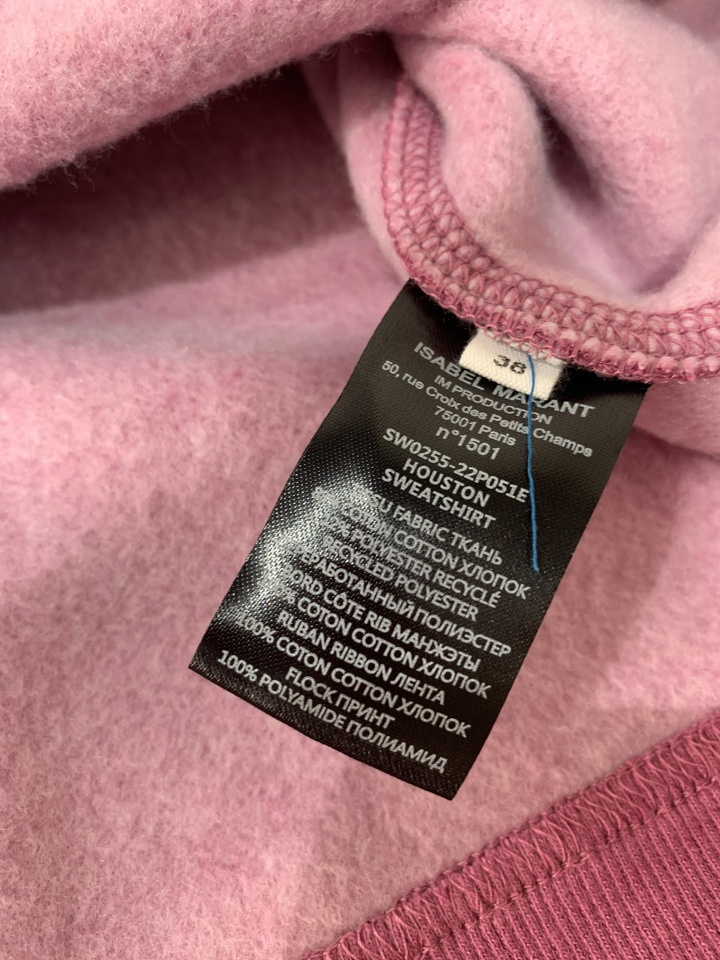 38
ISABEL MARANT
IM PRODUCTION
50, rue Croix des Petits Champs
75001 Paris
n°1501
SW0255-22P051E
HOUSTON
SWEATSHIRT
FABRIC ТКАНЬ
COTON COTTON ХЛОПОК
POLYESTER RECYCLÉ
RECYCLED POLYESTER
ПОЛИЭСТЕР
CÔTE RIB МАНЖЕТЫ
COTON COTTON ХЛОПОК
RUBAN RIBBON ЛЕНТА
100% COTON COTTON ХЛОПОК
FLOCK ПРИНТ
100% POLYAMIDE ПОЛИАМИД